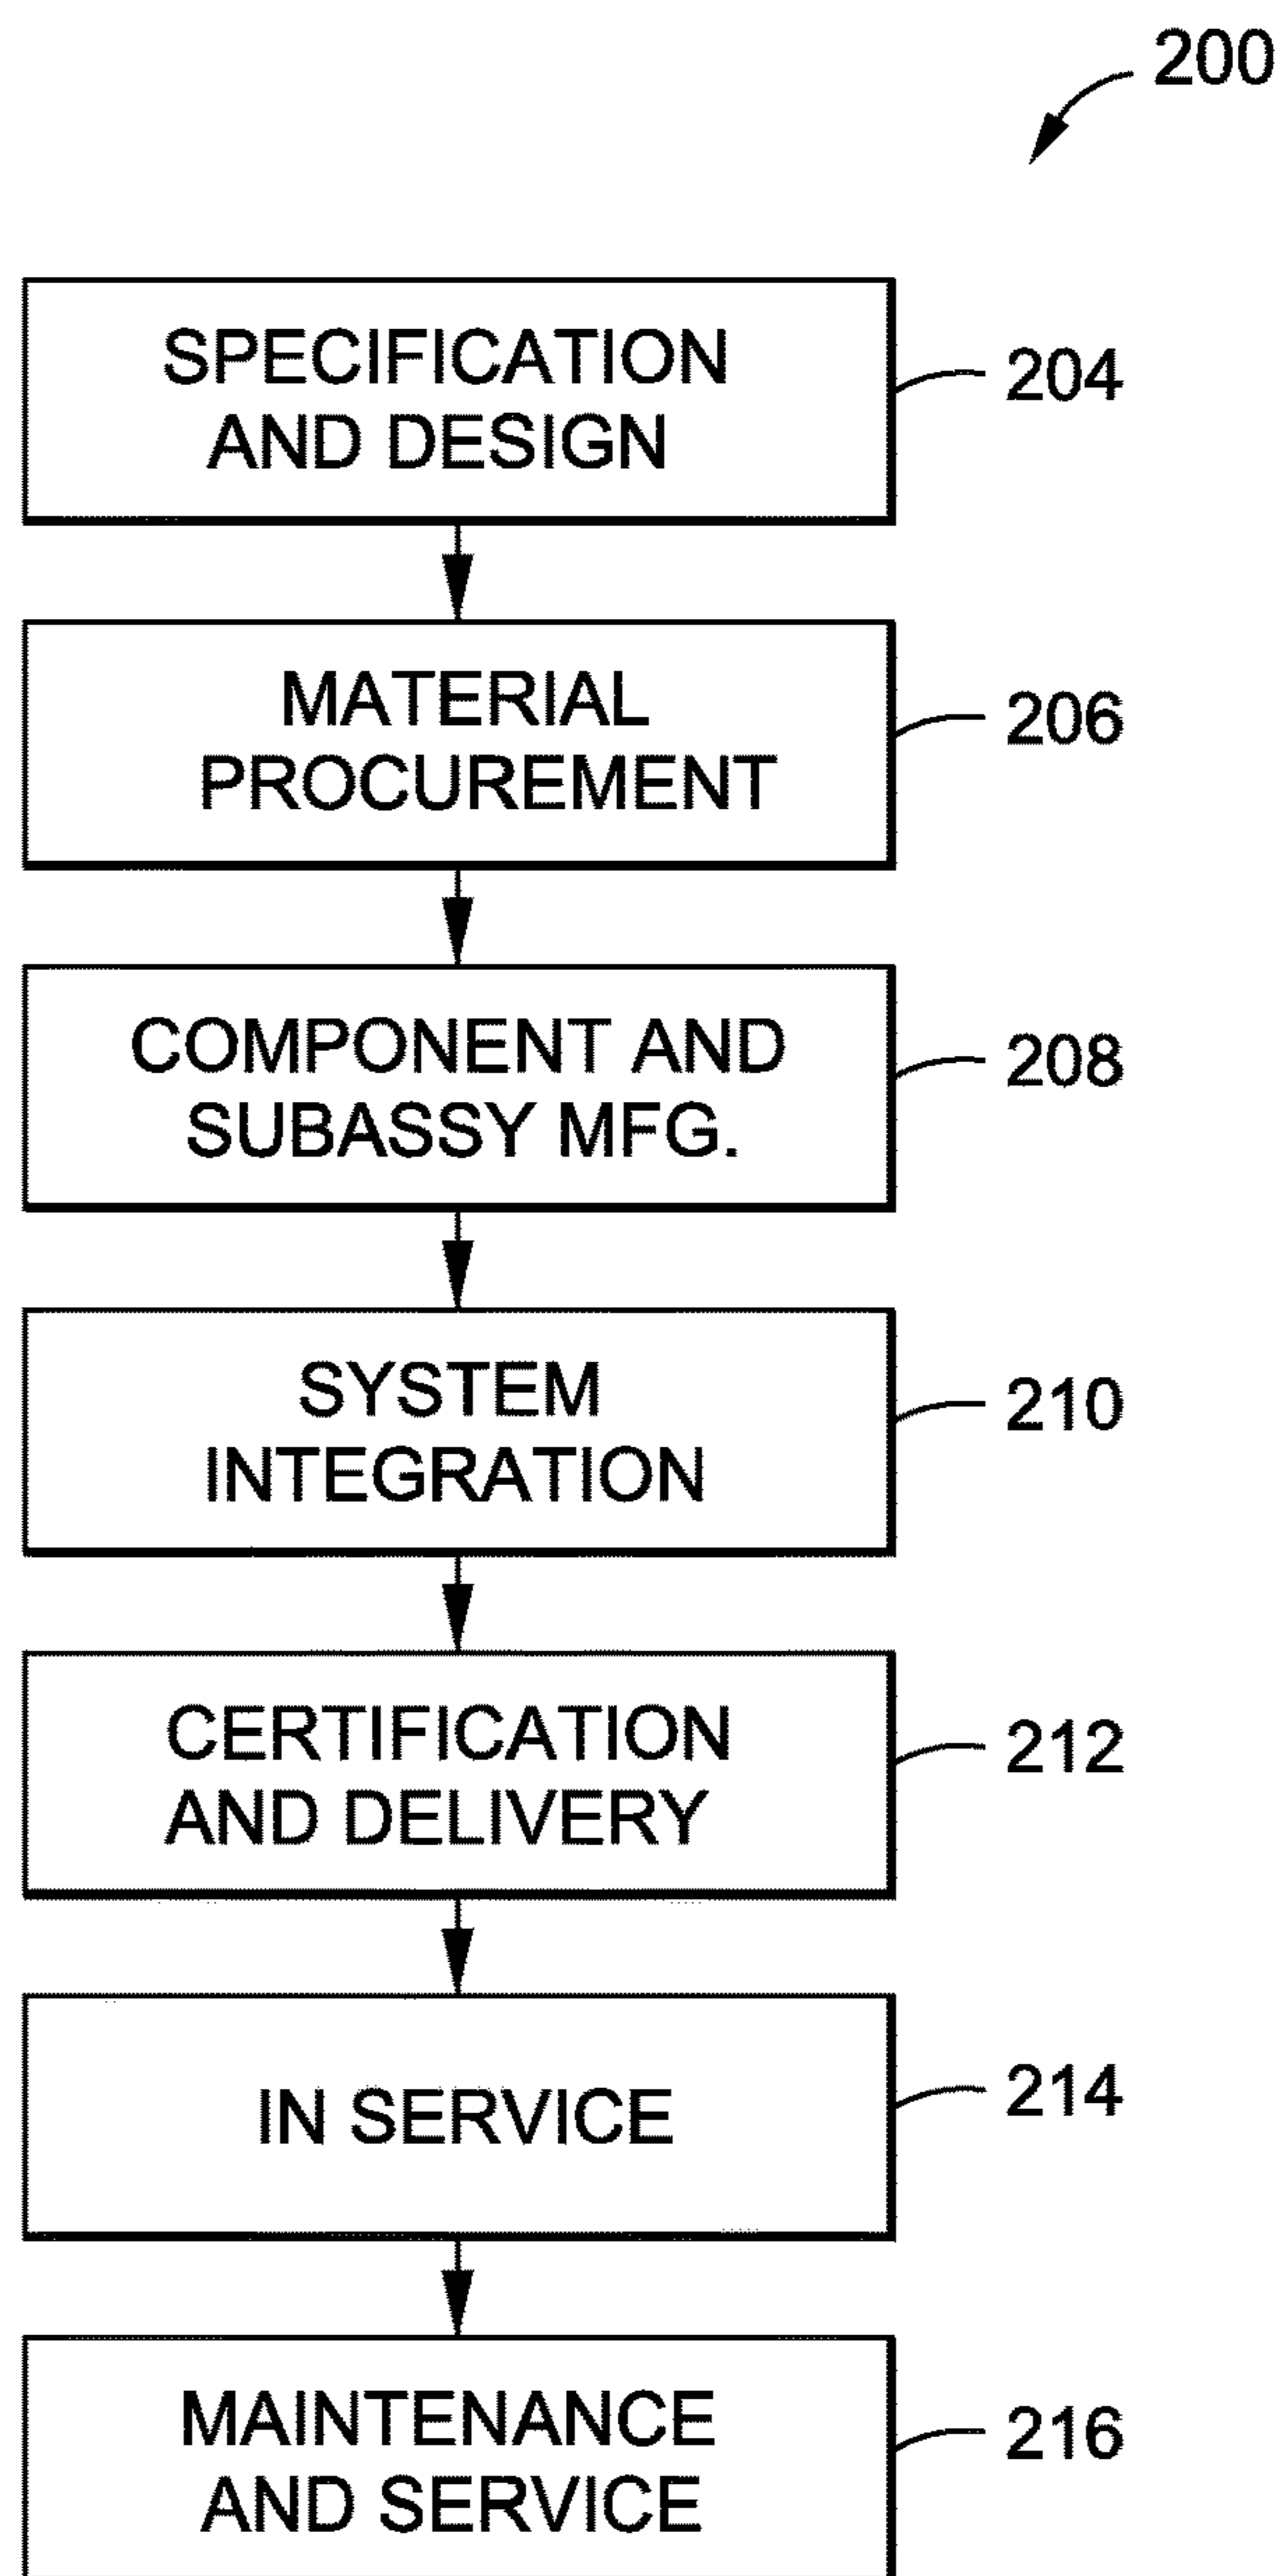 200
SPECIFICATION
AND DESIGN
204
MATERIAL
PROCUREMENT
206
COMPONENT AND
SUBASSY MFG.
208
SYSTEM
INTEGRATION
210
CERTIFICATION
AND DELIVERY
212
IN SERVICE
214
MAINTENANCE
AND SERVICE
216